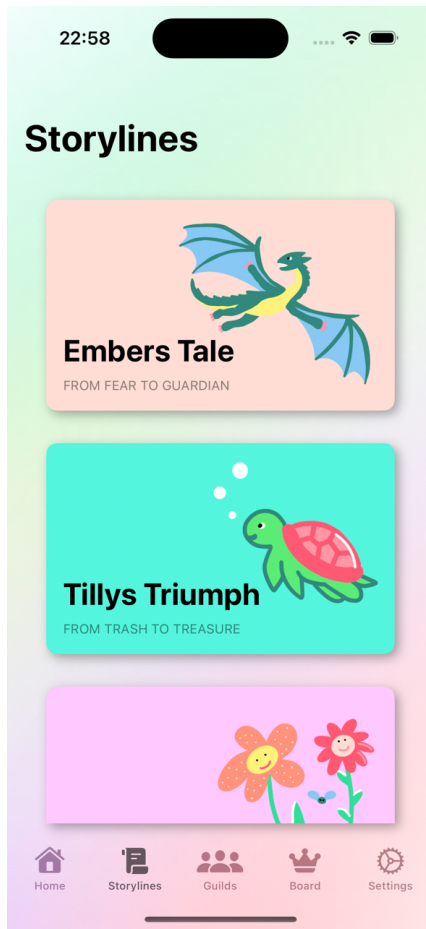 22:58
Storylines
Embers Tale
FROM FEAR TO GUARDIAN
Tillys Triumph
FROM TRASH TO TREASURE
Home Storylines Guilds Board Settings